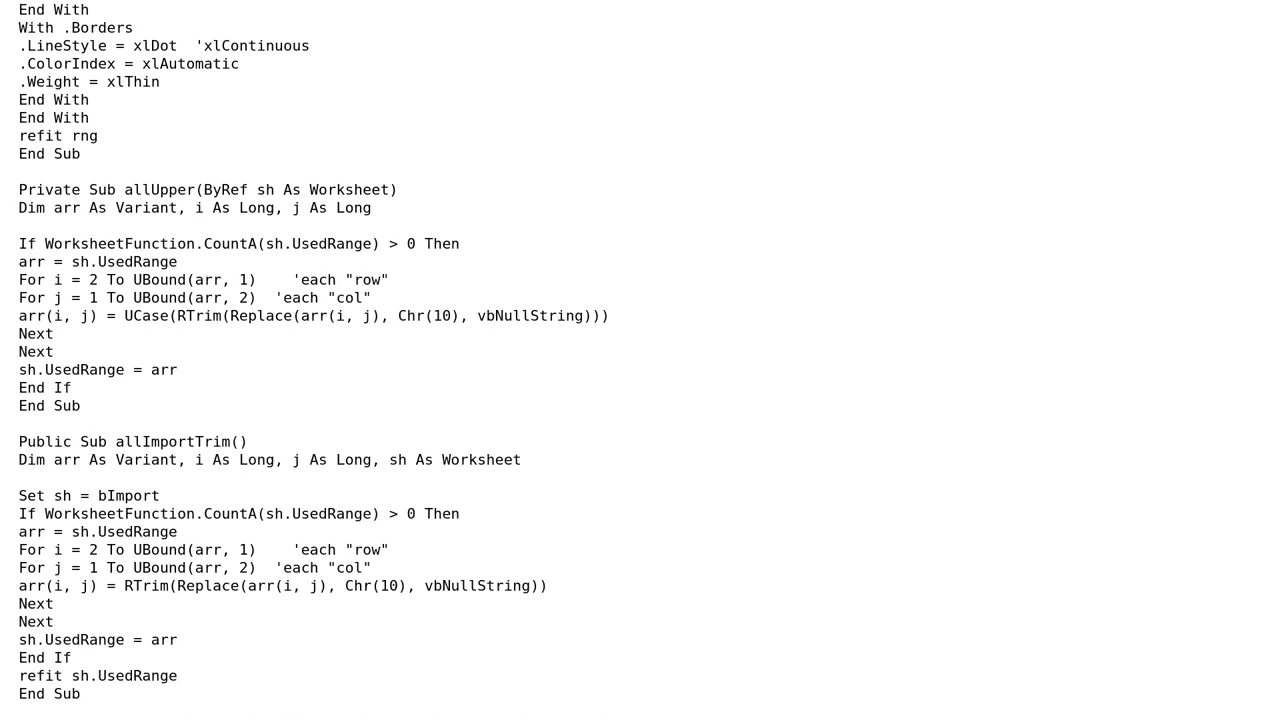 End With
With .Borders
.LineStyle = xlDot  'xlContinuous
.ColorIndex = xlAutomatic
.Weight = xlThin
End With
End With
refit rng
End Sub

Private Sub allUpper(ByRef sh As Worksheet)
Dim arr As Variant, i As Long, j As Long

If WorksheetFunction.CountA(sh.UsedRange) > 0 Then
arr = sh.UsedRange
For i = 2 To UBound(arr, 1)    'each "row"
For j = 1 To UBound(arr, 2)  'each "col"
arr(i, j) = UCase(RTrim(Replace(arr(i, j), Chr(10), vbNullString)))
Next
Next
sh.UsedRange = arr
End If
End Sub

Public Sub allImportTrim()
Dim arr As Variant, i As Long, j As Long, sh As Worksheet

Set sh = bImport
If WorksheetFunction.CountA(sh.UsedRange) > 0 Then
arr = sh.UsedRange
For i = 2 To UBound(arr, 1)    'each "row"
For j = 1 To UBound(arr, 2)  'each "col"
arr(i, j) = RTrim(Replace(arr(i, j), Chr(10), vbNullString))
Next
Next
sh.UsedRange = arr
End If
refit sh.UsedRange
End Sub